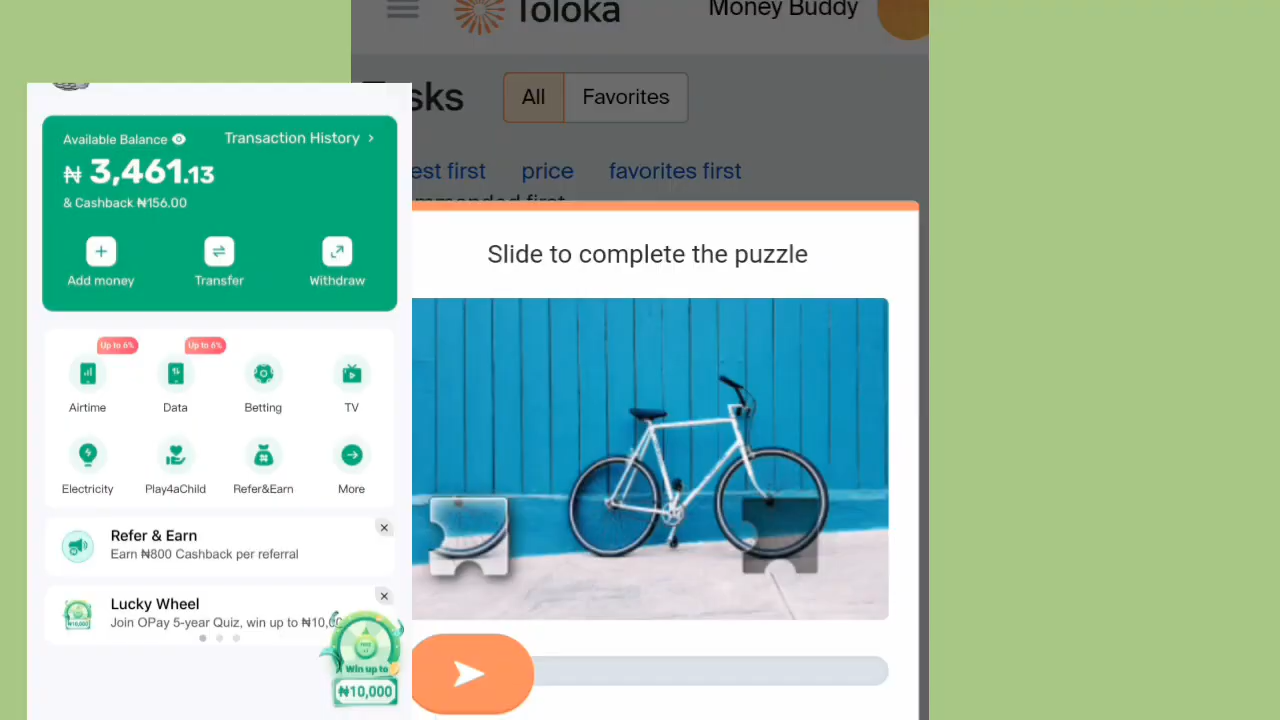 Toloka
Money Buddy
sks
All
Favorites
est first
price
favorites first
mmended first
Available Balance
Transaction History >
₦ 3,461.13
& Cashback ₦156.00
Add money
Transfer
Withdraw
Up to 6%
Up to 6%
Airtime
Data
Betting
TV
Electricity
Play4aChild
Refer&Earn
More
Refer & Earn
Earn ₦800 Cashback per referral
Lucky Wheel
Join OPay 5-year Quiz, win up to ₦10,00
Win up to
₦10,000
Slide to complete the puzzle